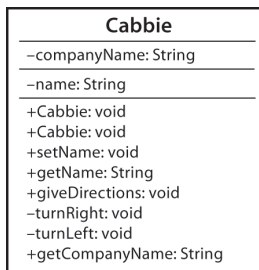 Cabbie
–companyName: String
–name: String
+Cabbie: void
+Cabbie: void
+setName: void
+getName: String
+giveDirections: void
–turnRight: void
–turnLeft: void
+getCompanyName: String